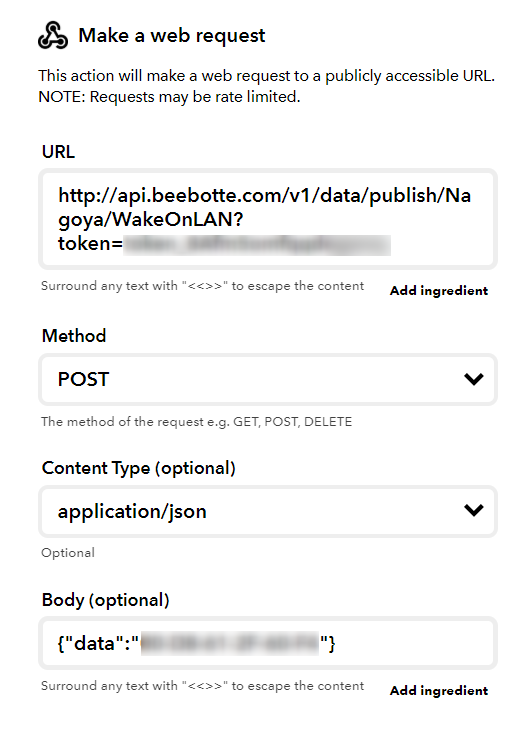 Make a web request
This action will make a web request to a publicly accessible URL.
NOTE: Requests may be rate limited.
URL
http://api.beebotte.com/v1/data/publish/Na
goya/WakeOnLAN?
token=
Surround any text with "<<>>" to escape the content
Add ingredient
Method
POST
The method of the request e.g. GET, POST, DELETE
Content Type (optional)
application/json
Optional
Body (optional)
{"data":" "}
Surround any text with "<<>>" to escape the content
Add ingredient